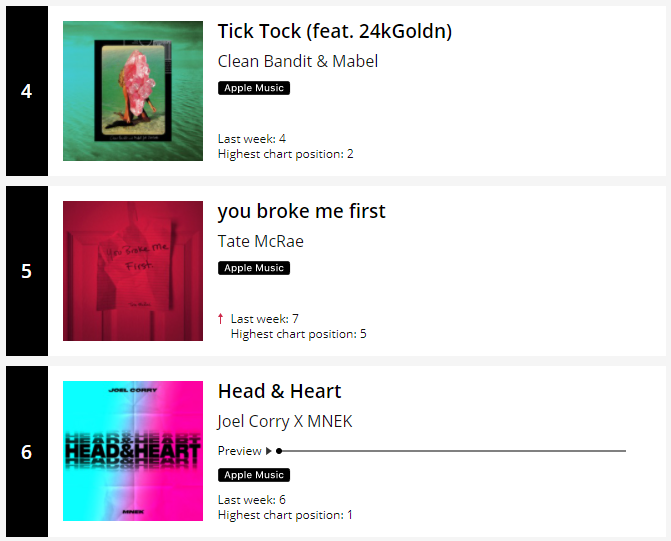 4
Tick Tock (feat. 24kGoldn)
Clean Bandit & Mabel
Apple Music
Last week: 4
Highest chart position: 2
5
you broke me first
Tate McRae
Apple Music
You Broke Me
First.
Tate McRae
↑ Last week: 7
Highest chart position: 5
6
Head & Heart
Joel Corry X MNEK
JOEL CORRY
HEAD&HEART
MNEK
Preview
Apple Music
Last week: 6
Highest chart position: 1